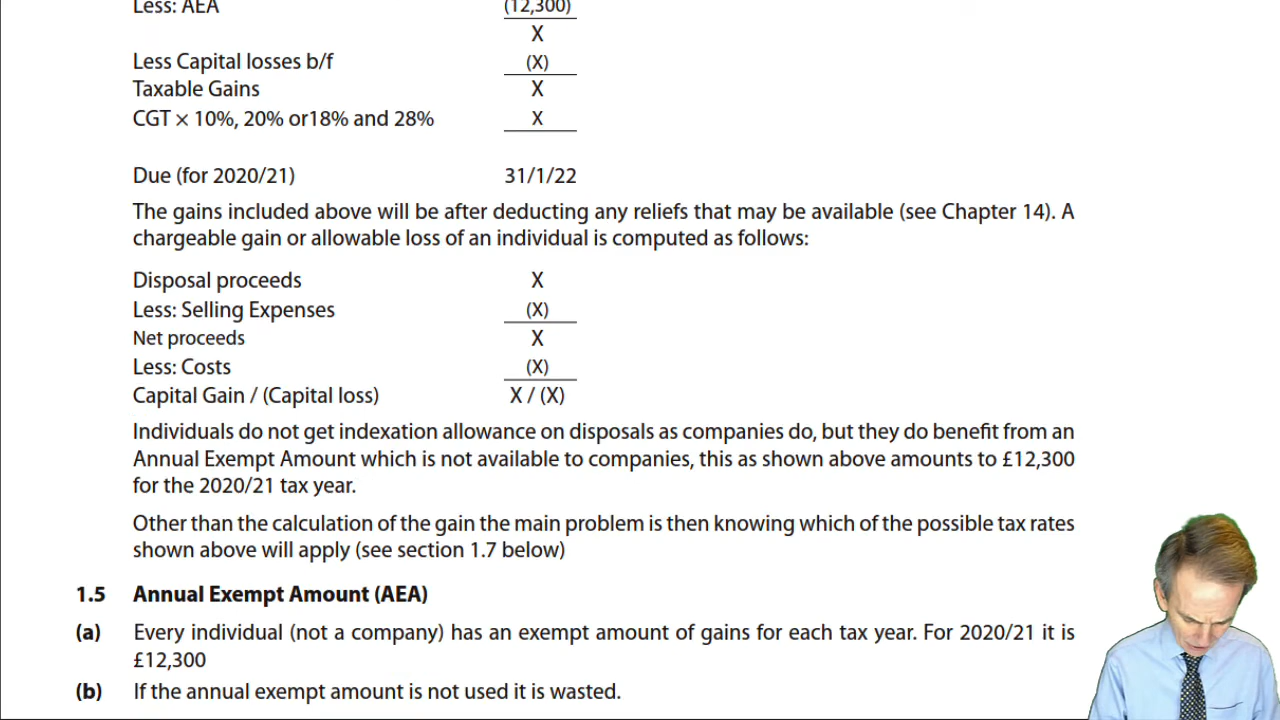 Less: AEA (12,300)
X
Less Capital losses b/f (X)
Taxable Gains X
CGT × 10%, 20% or18% and 28% X
Due (for 2020/21) 31/1/22
The gains included above will be after deducting any reliefs that may be available (see Chapter 14). A
chargeable gain or allowable loss of an individual is computed as follows:
Disposal proceeds X
Less: Selling Expenses (X)
Net proceeds X
Less: Costs (X)
Capital Gain / (Capital loss) X / (X)
Individuals do not get indexation allowance on disposals as companies do, but they do benefit from an
Annual Exempt Amount which is not available to companies, this as shown above amounts to £12,300
for the 2020/21 tax year.
Other than the calculation of the gain the main problem is then knowing which of the possible tax rates
shown above will apply (see section 1.7 below)
1.5 Annual Exempt Amount (AEA)
(a) Every individual (not a company) has an exempt amount of gains for each tax year. For 2020/21 it is
£12,300
(b) If the annual exempt amount is not used it is wasted.